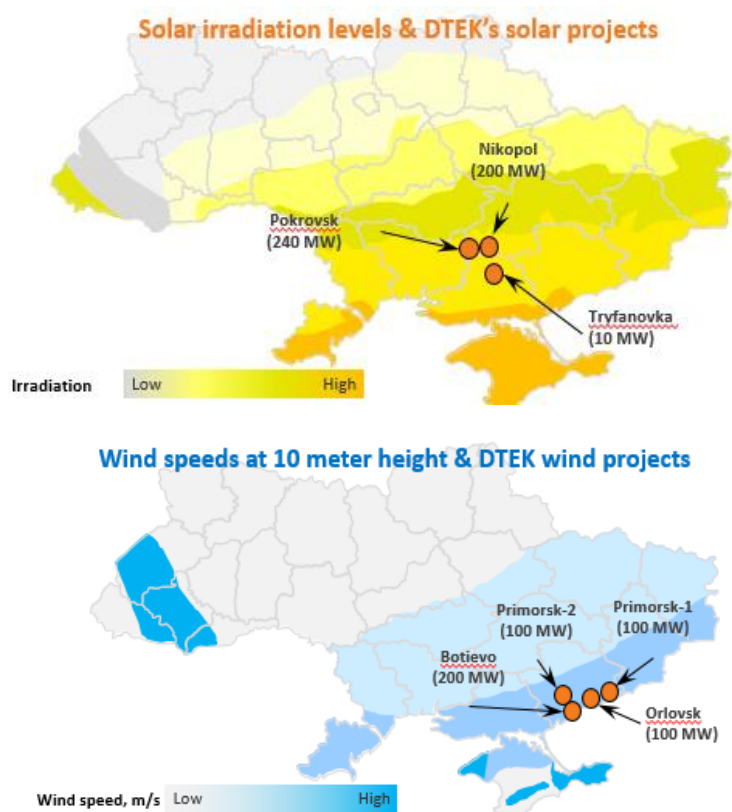 Solar irradiation levels & DTEK's solar projects
Nikopol
(200 MW)
Pokrovsk
(240 MW)
Tryfanovka
(10 MW)
Irradiation
Low
High
Wind speeds at 10 meter height & DTEK wind projects
Primorsk-2
(100 MW)
Primorsk-1
(100 MW)
Botievo
(200 MW)
Orlovsk
(100 MW)
Wind speed, m/s
Low
High